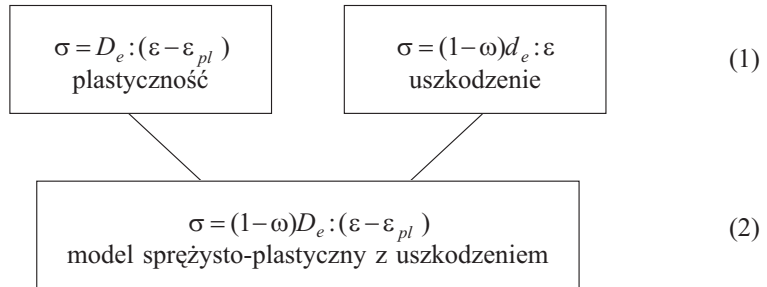 σ = D_e : (ε − ε_pl)
plastyczność
σ = (1−ω)d_e : ε
uszkodzenie
(1)
σ = (1−ω)D_e : (ε − ε_pl)
model sprężysto-plastyczny z uszkodzeniem
(2)